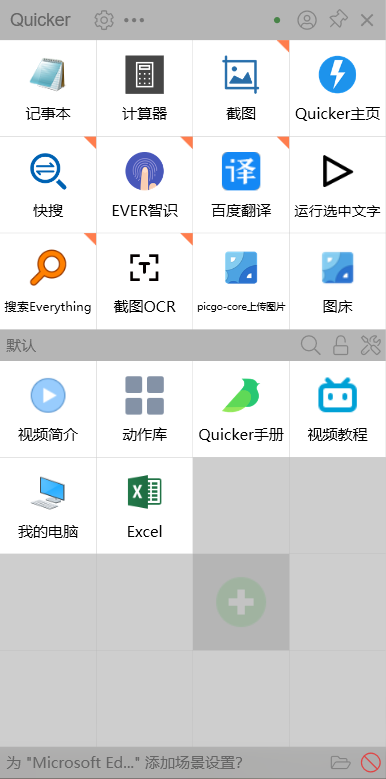 Quicker
记事本 计算器 截图 Quicker主页
译
快搜 EVER智识 百度翻译 运行选中文字
T
搜索Everything 截图OCR picgo-core上传图片 图床
默认
视频简介 动作库 Quicker手册 视频教程
X
我的电脑 Excel
为 "Microsoft Ed..." 添加场景设置?